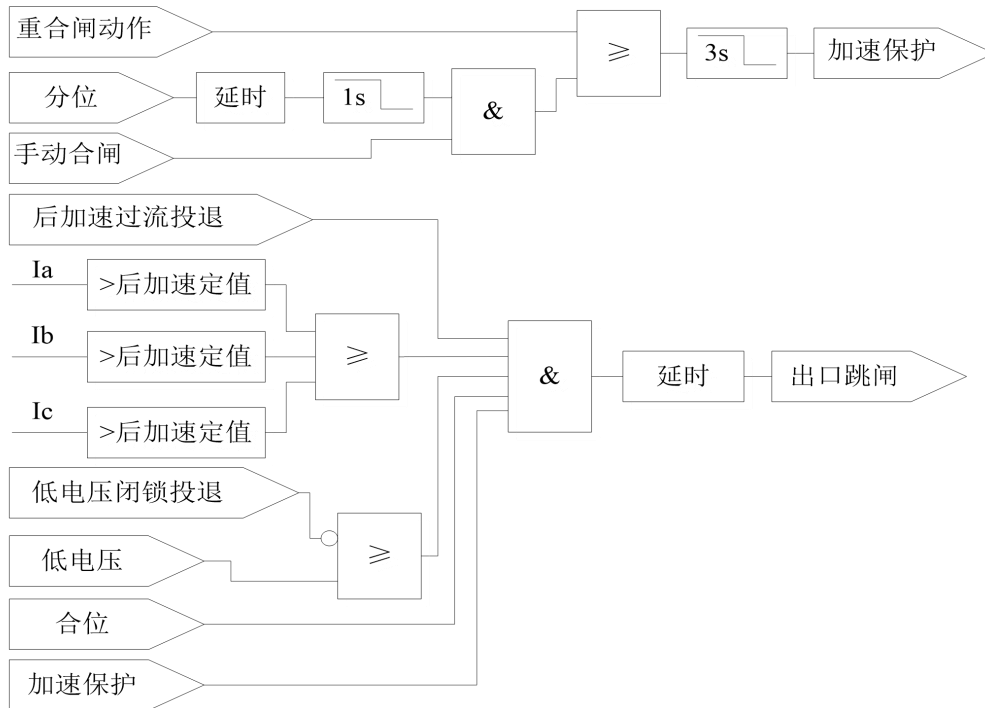 重合闸动作
≥
3s
加速保护
分位
延时
1s
&
手动合闸
后加速过流投退
Ia
>后加速定值
Ib
>后加速定值
≥
&
延时
出口跳闸
Ic
>后加速定值
低电压闭锁投退
≥
低电压
合位
加速保护